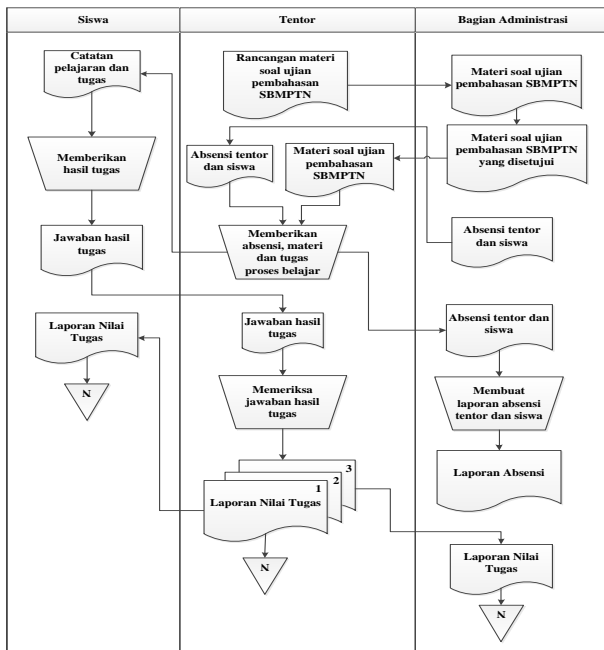 Siswa
Tentor
Bagian Administrasi
Catatan
pelajaran dan
tugas
Rancangan materi
soal ujian
pembahasan
SBMPTN
Materi soal ujian
pembahasan SBMPTN
Memberikan
hasil tugas
Absensi tentor
dan siswa
Materi soal ujian
pembahasan
SBMPTN
Materi soal ujian
pembahasan SBMPTN
yang disetujui
Jawaban hasil
tugas
Memberikan
absensi, materi
dan tugas
proses belajar
Absensi tentor
dan siswa
Laporan Nilai
Tugas
Jawaban hasil
tugas
Absensi tentor dan
siswa
N
Memeriksa
jawaban hasil
tugas
Membuat
laporan absensi
tentor dan siswa
3
2
1
Laporan Nilai Tugas
Laporan Absensi
N
Laporan Nilai
Tugas
N